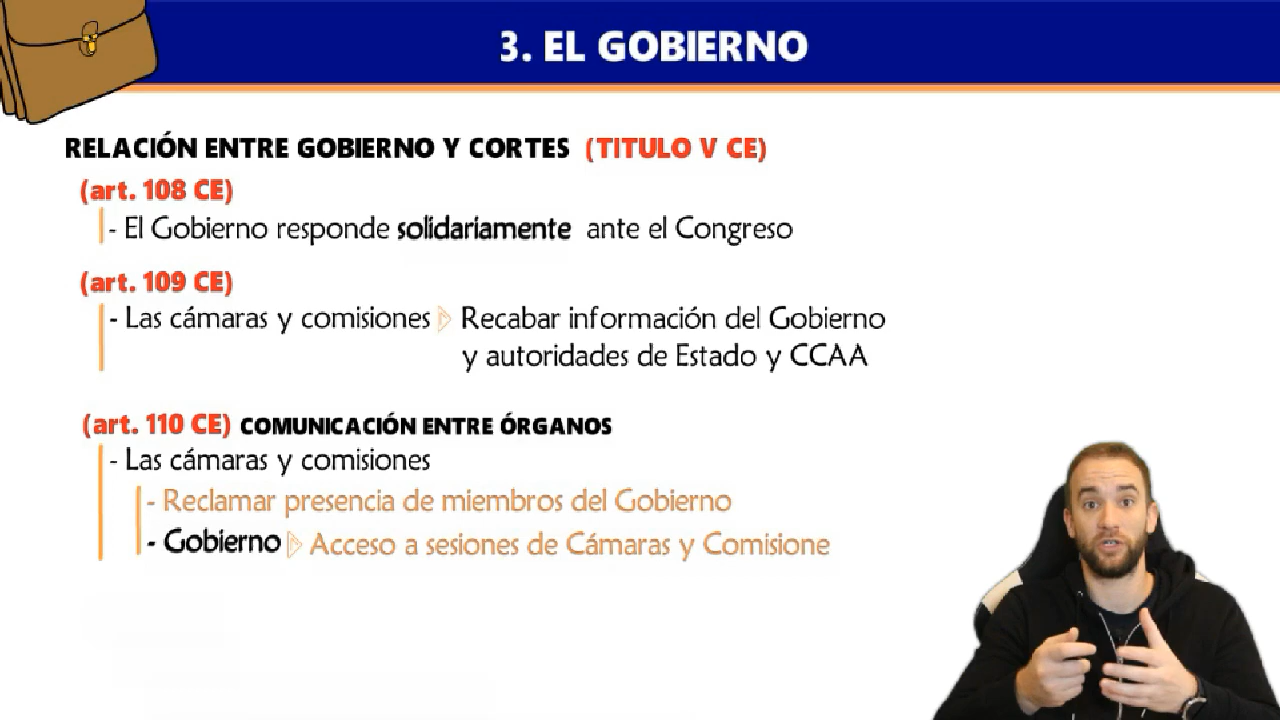 3. EL GOBIERNO
RELACIÓN ENTRE GOBIERNO Y CORTES (TITULO V CE)
(art. 108 CE)
- El Gobierno responde solidariamente ante el Congreso
(art. 109 CE)
- Las cámaras y comisiones Recabar información del Gobierno
y autoridades de Estado y CCAA
(art. 110 CE) COMUNICACIÓN ENTRE ÓRGANOS
- Las cámaras y comisiones
- Reclamar presencia de miembros del Gobierno
- Gobierno Acceso a sesiones de Cámaras y Comisione